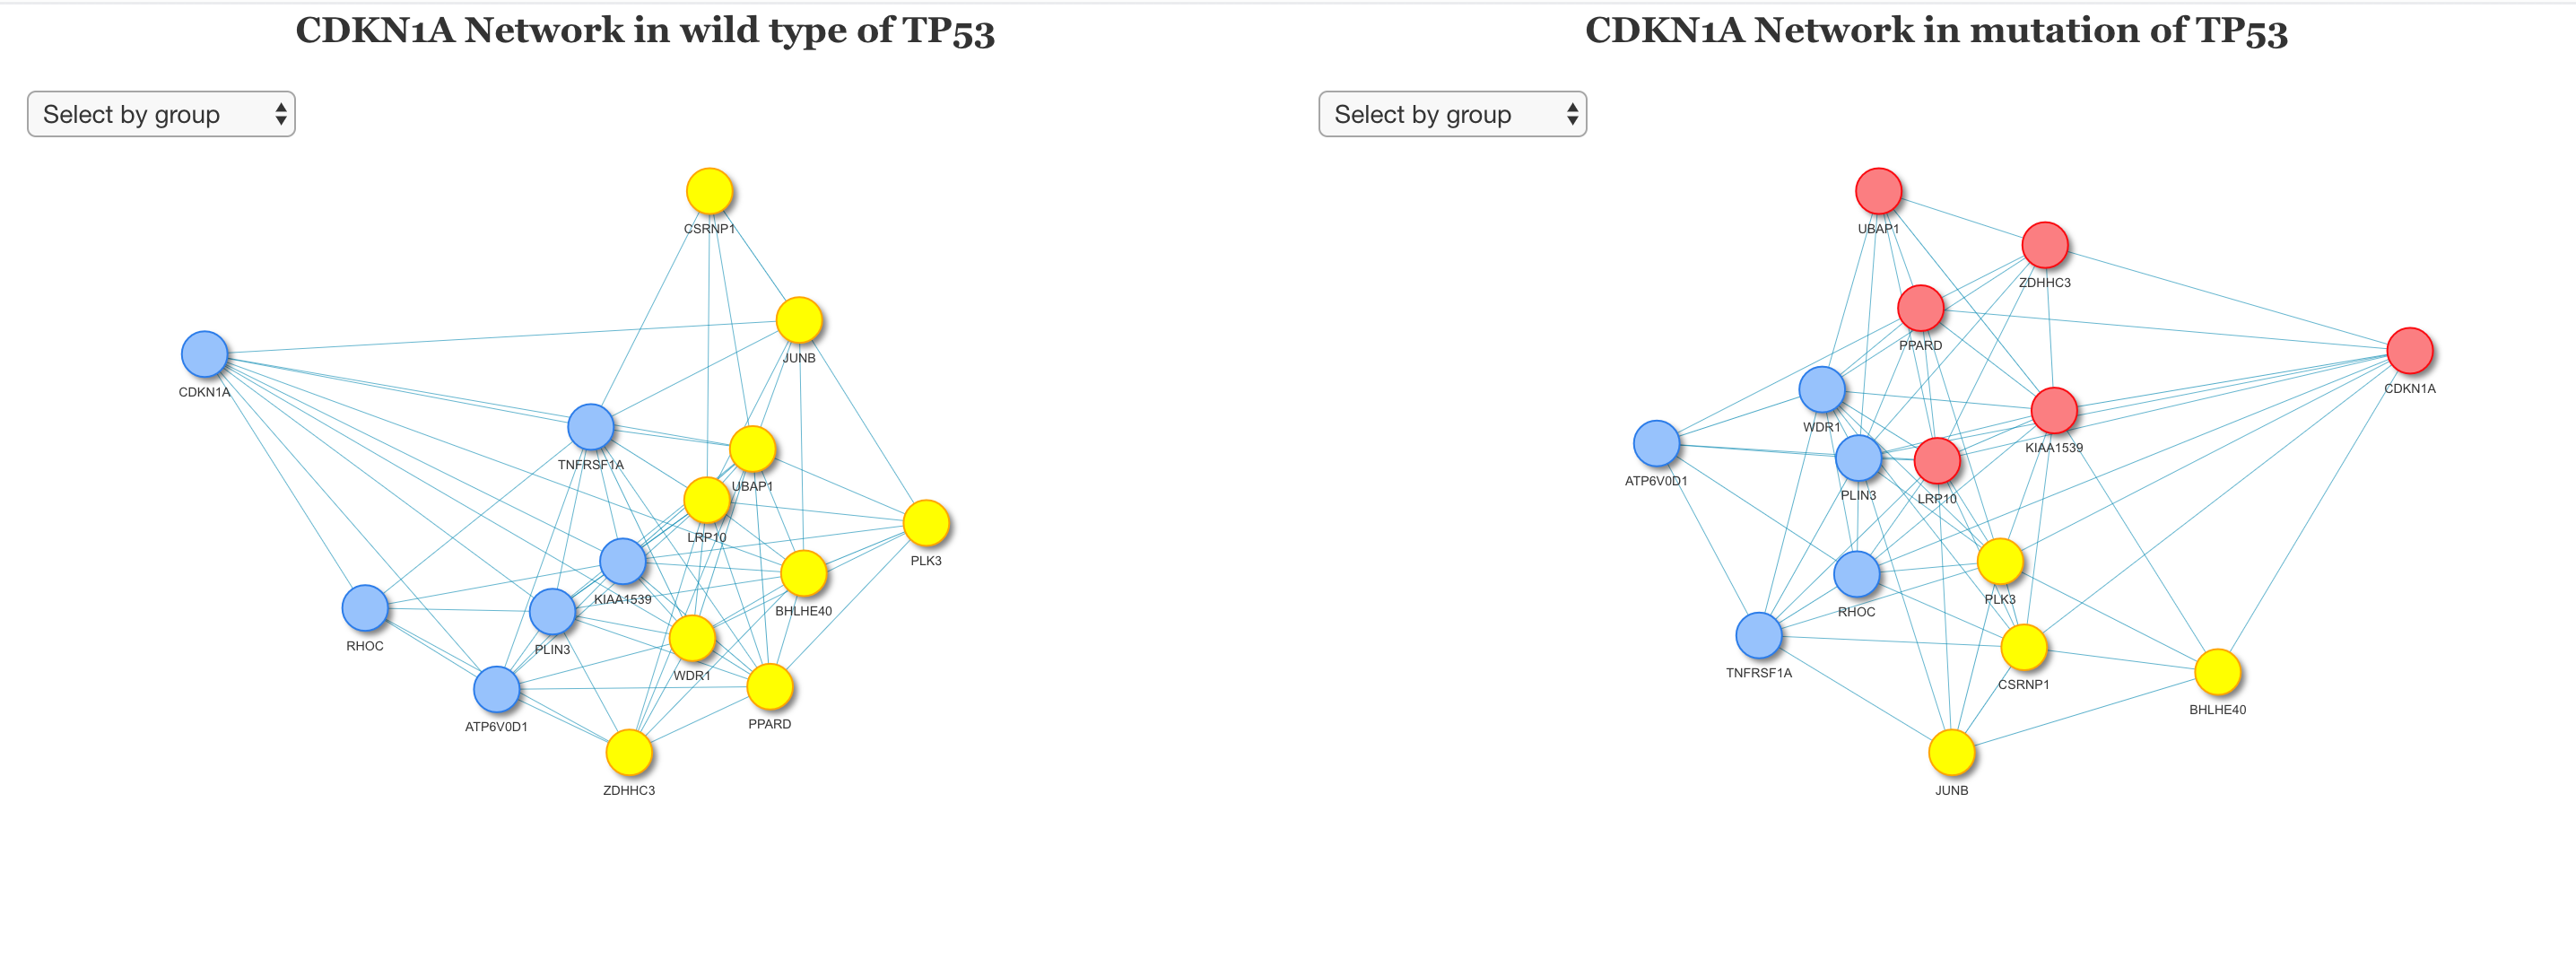 CDKN1A Network in wild type of TP53
Select by group
CSRNP1
JUNB
CDKN1A
TNFRSF1A
UBAP1
LRP10
PLK3
KIAA1539
BHLHE40
RHOC
PLIN3
WDR1
ATP6V0D1
PPARD
ZDHHC3
CDKN1A Network in mutation of TP53
Select by group
UBAP1
ZDHHC3
PPARD
CDKN1A
WDR1
KIAA1539
ATP6V0D1
PLIN3
LRP10
PLK3
RHOC
TNFRSF1A
CSRNP1
BHLHE40
JUNB